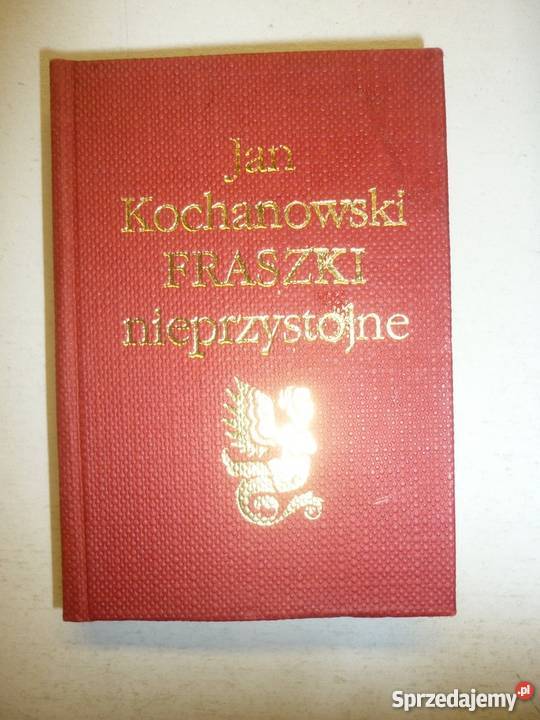 Jan
Kochanowski
FRASZKI
nieprzystojne
Sprzedajemy.pl